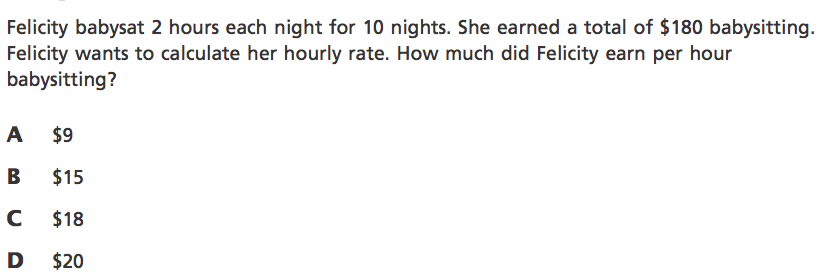 Felicity babysat 2 hours each night for 10 nights. She earned a total of $180 babysitting.
Felicity wants to calculate her hourly rate. How much did Felicity earn per hour
babysitting?
A $9
B $15
C $18
D $20